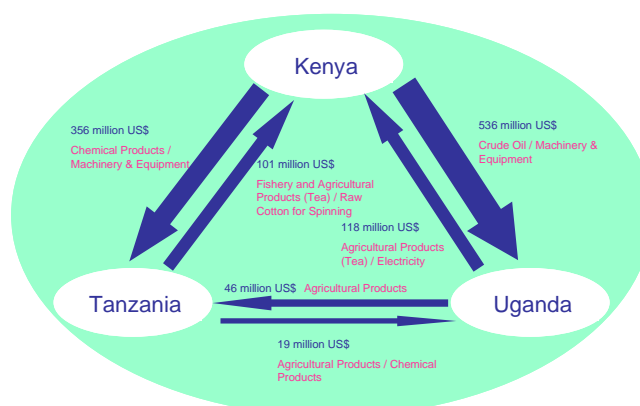 Kenya
356 million US$
Chemical Products /
Machinery & Equipment
536 million US$
Crude Oil / Machinery &
Equipment
101 million US$
Fishery and Agricultural
Products (Tea) / Raw
Cotton for Spinning
118 million US$
Agricultural Products
(Tea) / Electricity
46 million US$ Agricultural Products
Tanzania
Uganda
19 million US$
Agricultural Products / Chemical
Products